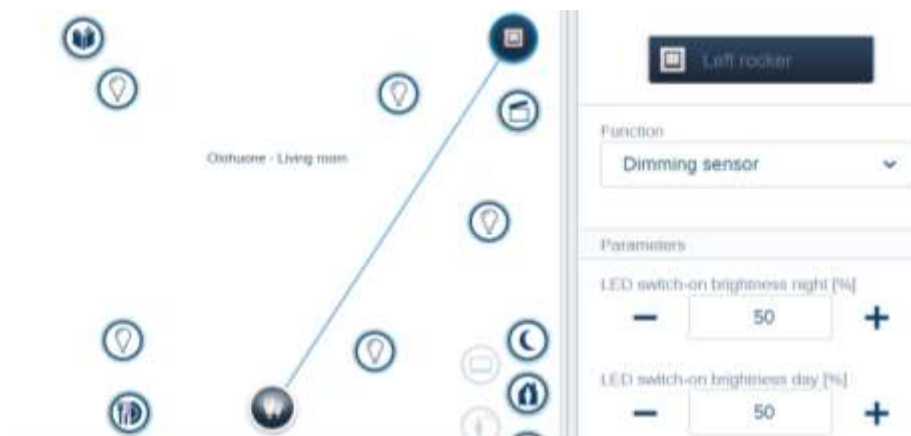 Olohuone - Living room
Left rocker
Function
Dimming sensor
Parameters
LED switch-on brightness night [%]
50
LED switch-on brightness day [%]
50